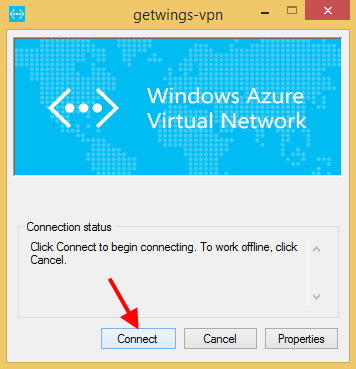 getwings-vpn
Windows Azure
Virtual Network
Connection status
Click Connect to begin connecting. To work offline, click
Cancel.
Connect
Cancel
Properties